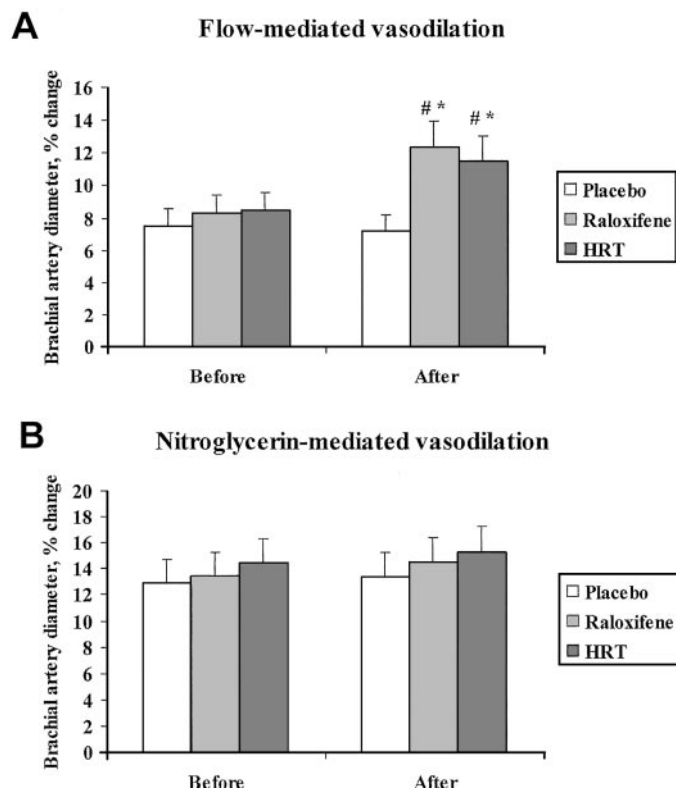 A
Flow-mediated vasodilation
Brachial artery diameter, % change
16
14
12
10
8
6
4
2
0
# *
# *
Before
After
Placebo
Raloxifene
HRT
B
Nitroglycerin-mediated vasodilation
Brachial artery diameter, % change
20
18
16
14
12
10
8
6
4
2
0
Before
After
Placebo
Raloxifene
HRT